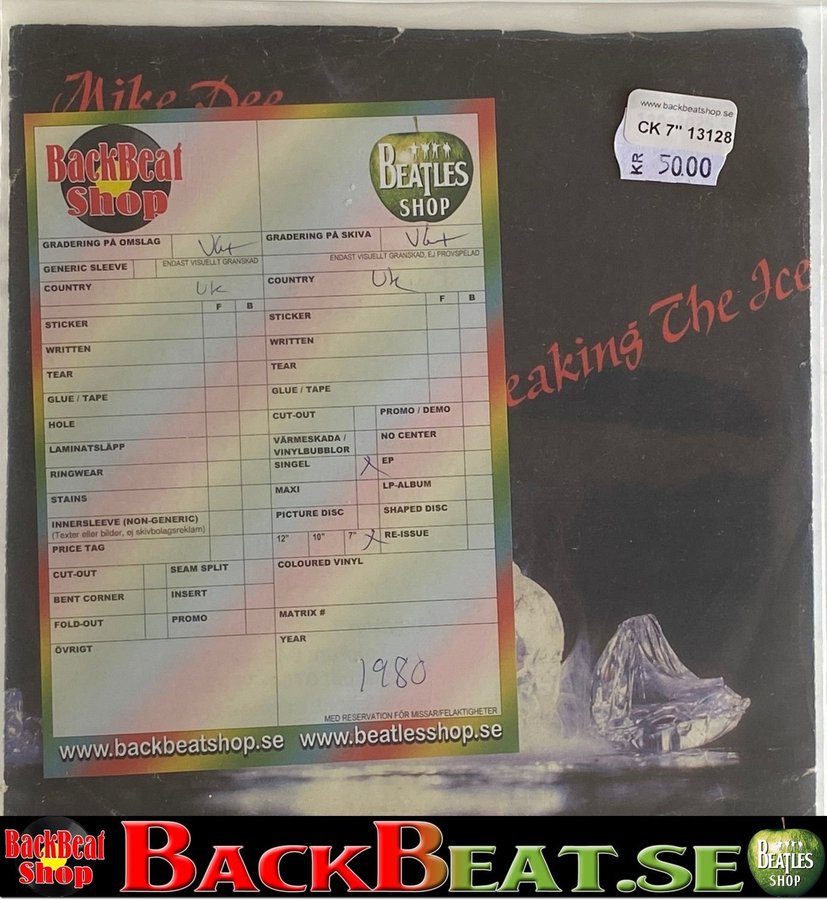 Mike Dee
www.backbeatshop.se
CK 7" 13128
KR 50.00
eaking The Ice
BackBeat
Shop
BEATLES
SHOP
GRADERING PÅ OMSLAG VG+
ENDAST VISUELLT GRANSKAD
GENERIC SLEEVE
COUNTRY UK
F B
STICKER
WRITTEN
TEAR
GLUE / TAPE
HOLE
LAMINATSLÄPP
RINGWEAR
STAINS
INNERSLEEVE (NON-GENERIC)
(Texter eller bilder, ej skivbolagsreklam)
PRICE TAG
CUT-OUT SEAM SPLIT
BENT CORNER INSERT
FOLD-OUT PROMO
ÖVRIGT
GRADERING PÅ SKIVA VG+
ENDAST VISUELLT GRANSKAD, EJ PROVSPELAD
COUNTRY UK
F B
STICKER
WRITTEN
TEAR
GLUE / TAPE
CUT-OUT PROMO / DEMO
VÄRMESKADA /
VINYLBUBBLOR NO CENTER
SINGEL X EP
MAXI LP-ALBUM
PICTURE DISC SHAPED DISC
12" 10" 7" X RE-ISSUE
COLOURED VINYL
MATRIX #
YEAR
1980
MED RESERVATION FÖR MISSAR/FELAKTIGHETER
www.backbeatshop.se www.beatlesshop.se
BackBeat
Shop
BACKBEAT.SE
BEATLES
SHOP